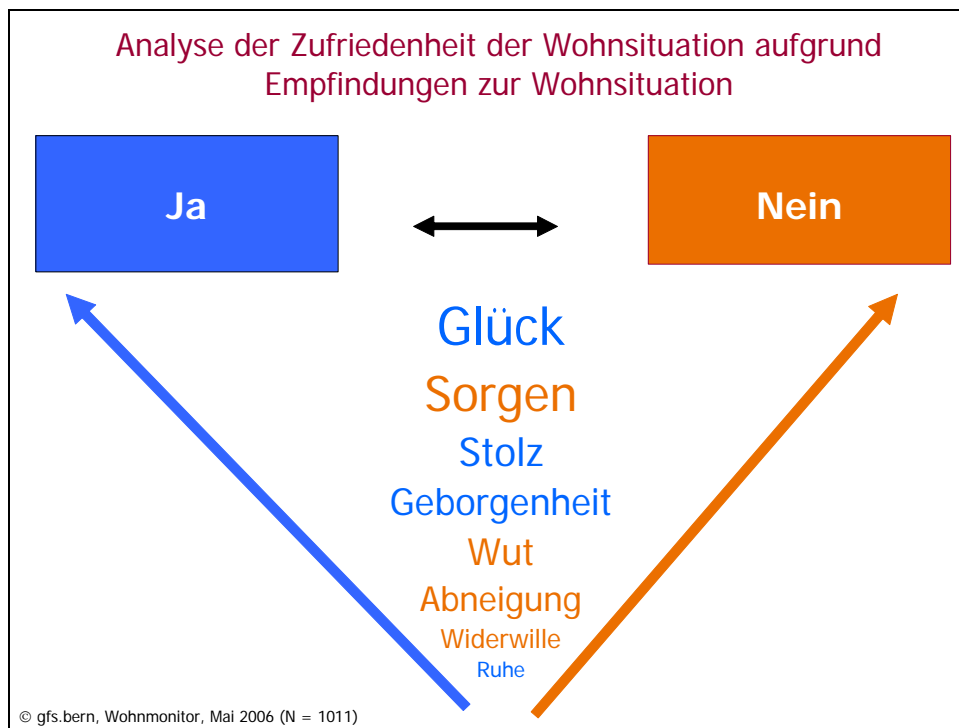 Analyse der Zufriedenheit der Wohnsituation aufgrund
Empfindungen zur Wohnsituation
Ja
Nein
Glück
Sorgen
Stolz
Geborgenheit
Wut
Abneigung
Widerwille
Ruhe
© gfs.bern, Wohnmonitor, Mai 2006 (N = 1011)